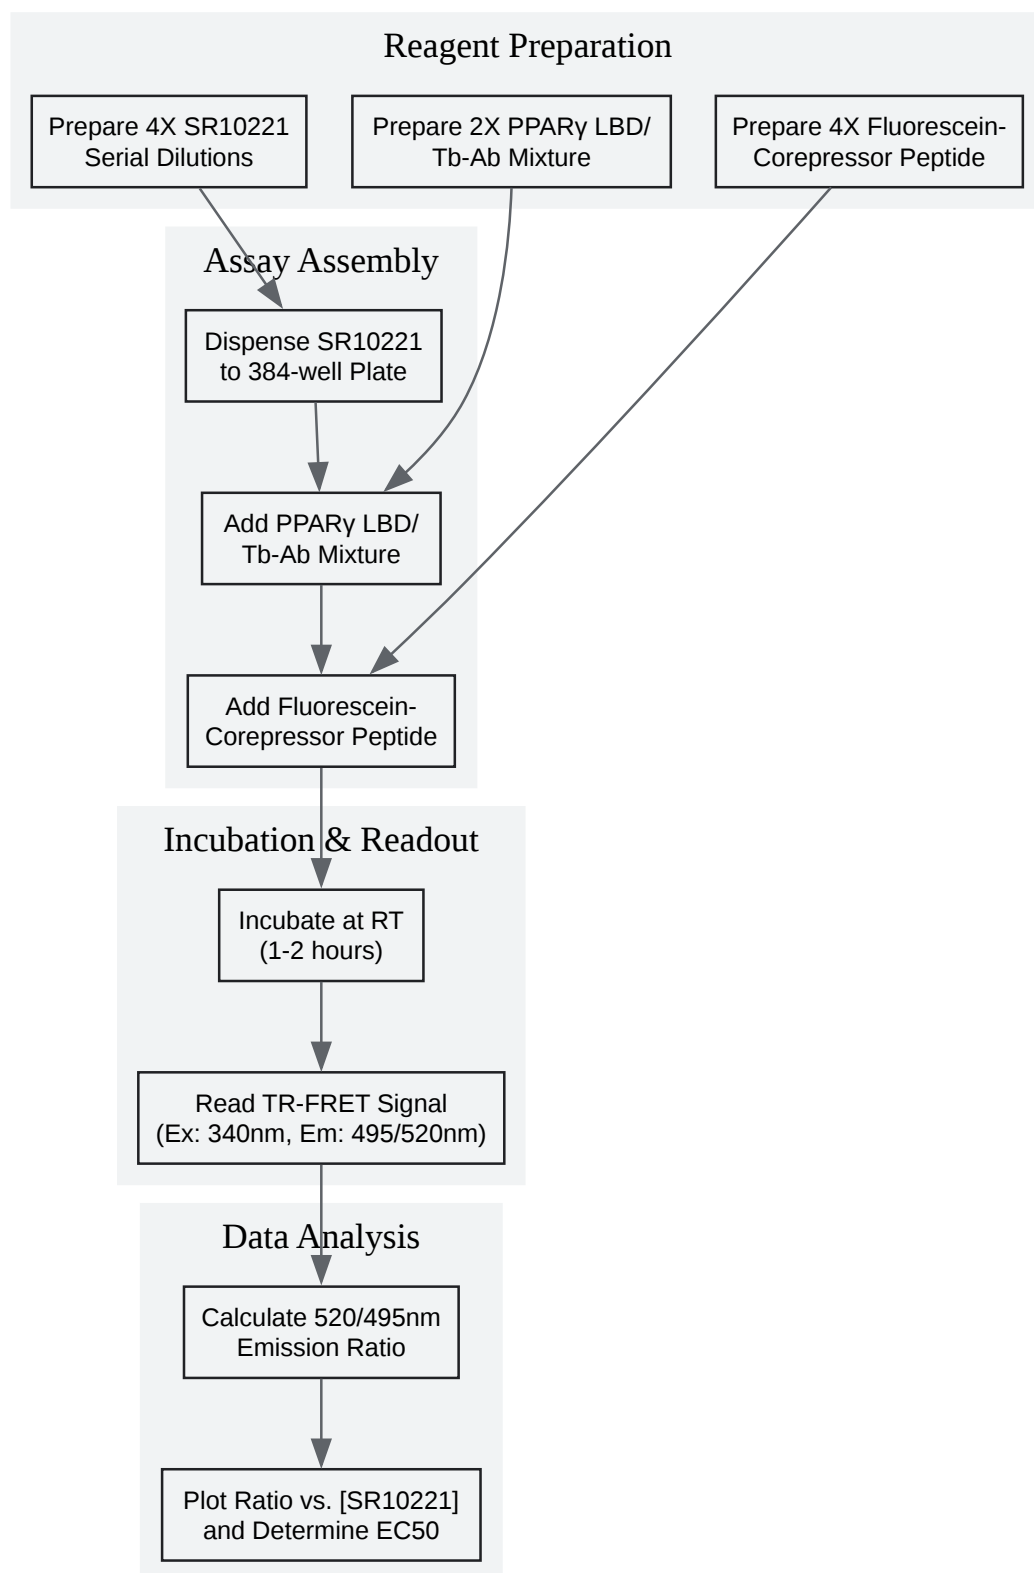 Reagent Preparation
Prepare 4X SR10221
Serial Dilutions
Prepare 2X PPARγ LBD/
Tb-Ab Mixture
Prepare 4X Fluorescein-
Corepressor Peptide
Assay Assembly
Dispense SR10221
to 384-well Plate
Add PPARγ LBD/
Tb-Ab Mixture
Add Fluorescein-
Corepressor Peptide
Incubation & Readout
Incubate at RT
(1-2 hours)
Read TR-FRET Signal
(Ex: 340nm, Em: 495/520nm)
Data Analysis
Calculate 520/495nm
Emission Ratio
Plot Ratio vs. [SR10221]
and Determine EC50